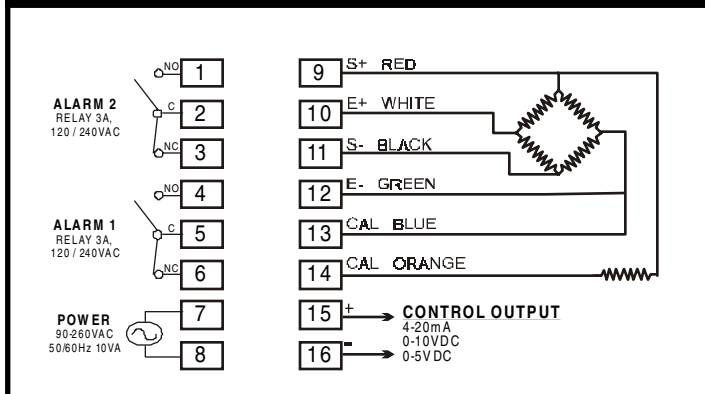 NO 1
ALARM 2
RELAY 3A,
120 / 240VAC
C 2
NC 3
NO 4
ALARM 1
RELAY 3A,
120 / 240VAC
C 5
NC 6
POWER
90-260VAC
50/60Hz 10VA
7
8
9 S+ RED
10 E+ WHITE
11 S- BLACK
12 E- GREEN
13 CAL BLUE
14 CAL ORANGE
15 + CONTROL OUTPUT
4-20mA
0-10VDC
0-5VDC
16 -